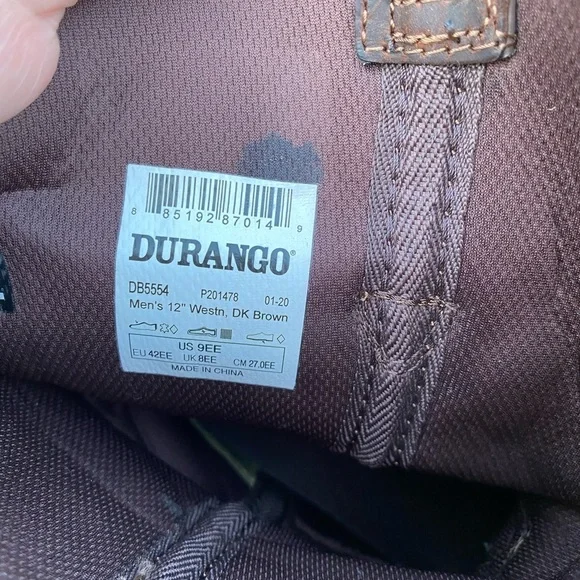 8 85192 87014 9
DURANGO®
DB5554 P201478 01-20
Men's 12" Westn, DK Brown
US 9EE
EU 42EE UK 8EE CM 27.0EE
MADE IN CHINA